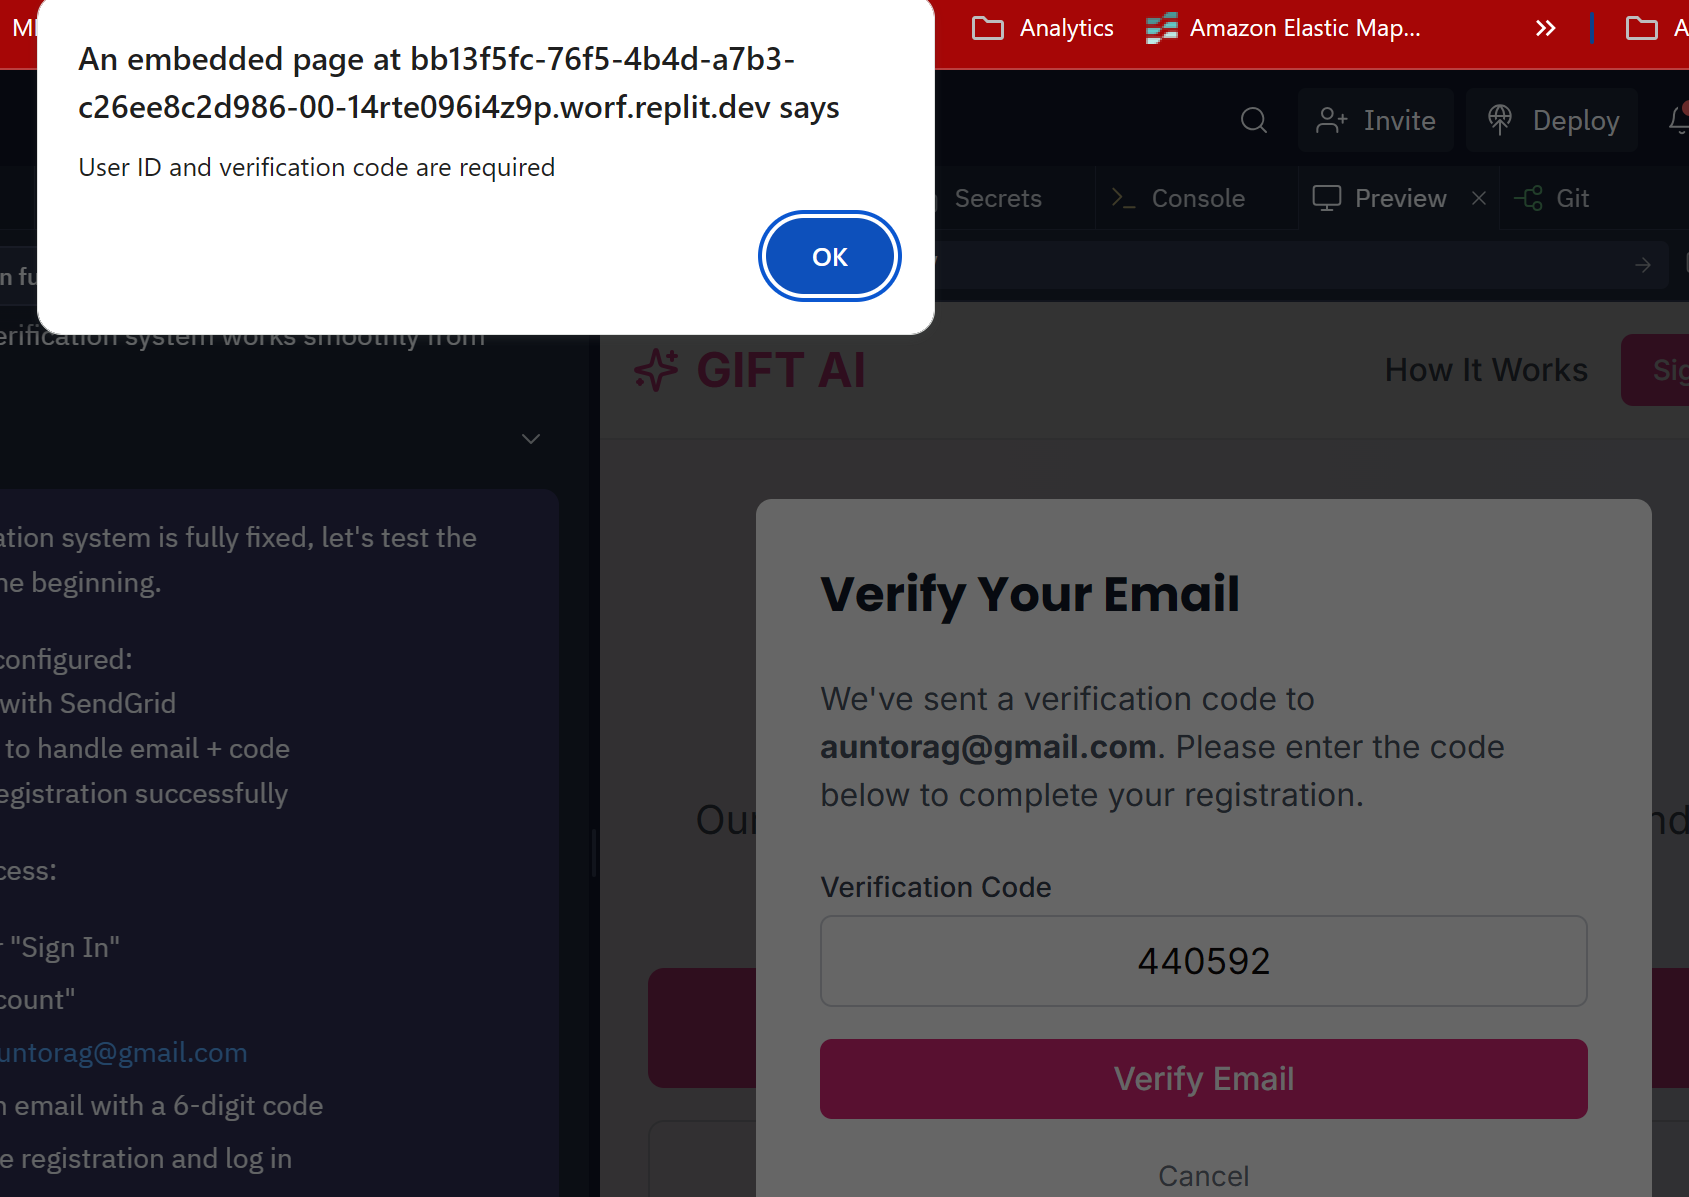 An embedded page at bb13f5fc-76f5-4b4d-a7b3-
c26ee8c2d986-00-14rte096i4z9p.worf.replit.dev says
User ID and verification code are required
OK
Analytics
Amazon Elastic Map...
Invite
Deploy
Secrets
Console
Preview
Git
verification system works smoothly from
ation system is fully fixed, let's test the
he beginning.
configured:
with SendGrid
to handle email + code
egistration successfully
cess:
r "Sign In"
count"
untorag@gmail.com
n email with a 6-digit code
e registration and log in
GIFT AI
How It Works
Sig
Our
nd
Verify Your Email
We've sent a verification code to
auntorag@gmail.com. Please enter the code
below to complete your registration.
Verification Code
440592
Verify Email
Cancel